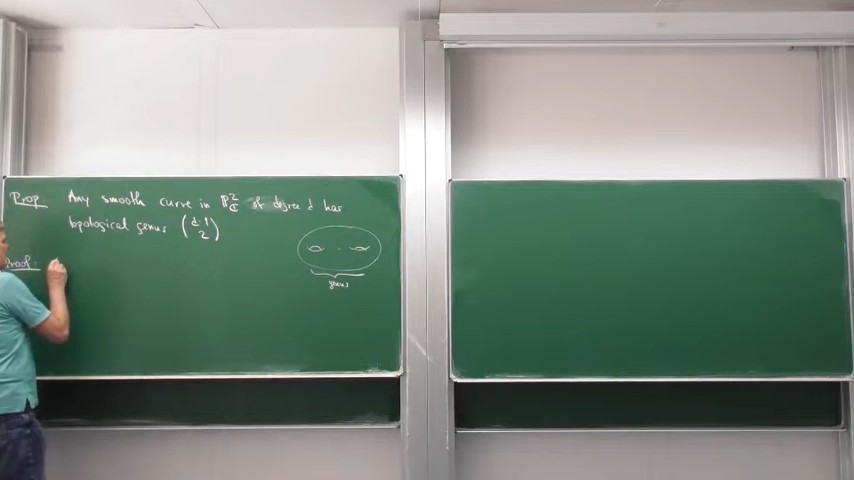 Prop. Any smooth curve in ℙ²_ℂ of degree d has
topological genus (d-1 2)
genus
Proof.